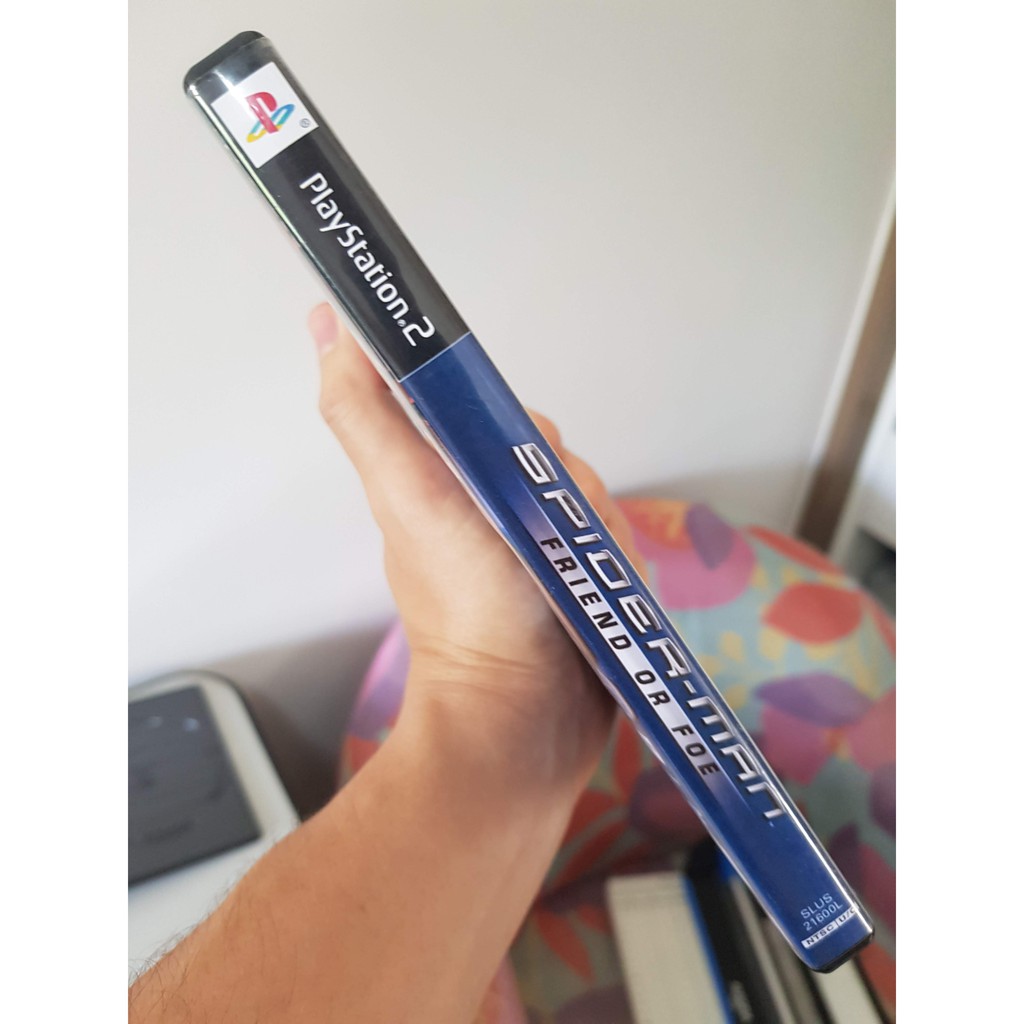 PlayStation®2
SPIDER-MAN
FRIEND OR FOE
SLUS
21600L
NTSC U/C